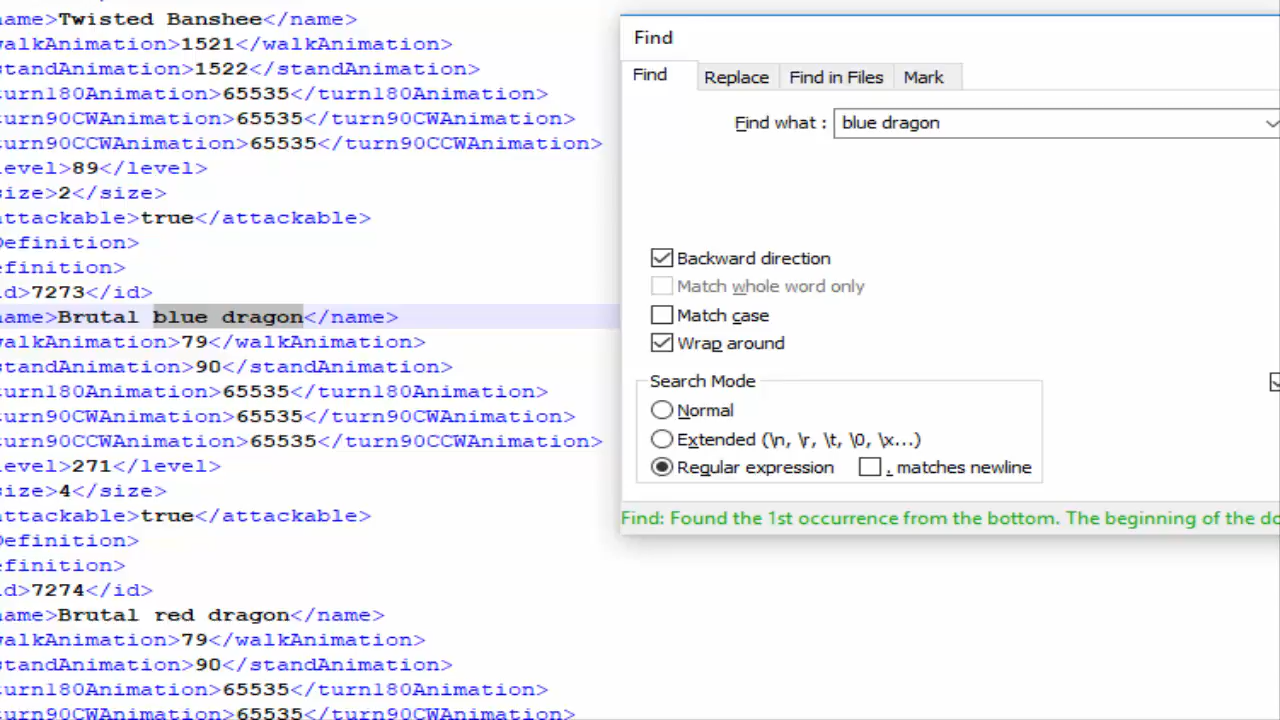 ame>Twisted Banshee</name>
walkAnimation>1521</walkAnimation>
standAnimation>1522</standAnimation>
turn180Animation>65535</turn180Animation>
turn90CWAnimation>65535</turn90CWAnimation>
turn90CCWAnimation>65535</turn90CCWAnimation>
level>89</level>
size>2</size>
attackable>true</attackable>
Definition>
efinition>
id>7273</id>
name>Brutal blue dragon</name>
walkAnimation>79</walkAnimation>
standAnimation>90</standAnimation>
turn180Animation>65535</turn180Animation>
turn90CWAnimation>65535</turn90CWAnimation>
turn90CCWAnimation>65535</turn90CCWAnimation>
level>271</level>
size>4</size>
attackable>true</attackable>
Definition>
efinition>
id>7274</id>
name>Brutal red dragon</name>
walkAnimation>79</walkAnimation>
standAnimation>90</standAnimation>
turn180Animation>65535</turn180Animation>
turn90CWAnimation>65535</turn90CWAnimation>
Find
Find Replace Find in Files Mark
Find what : blue dragon
Backward direction
Match whole word only
Match case
Wrap around
Search Mode
Normal
Extended (\n, \r, \t, \0, \x...)
Regular expression . matches newline
Find: Found the 1st occurrence from the bottom. The beginning of the do